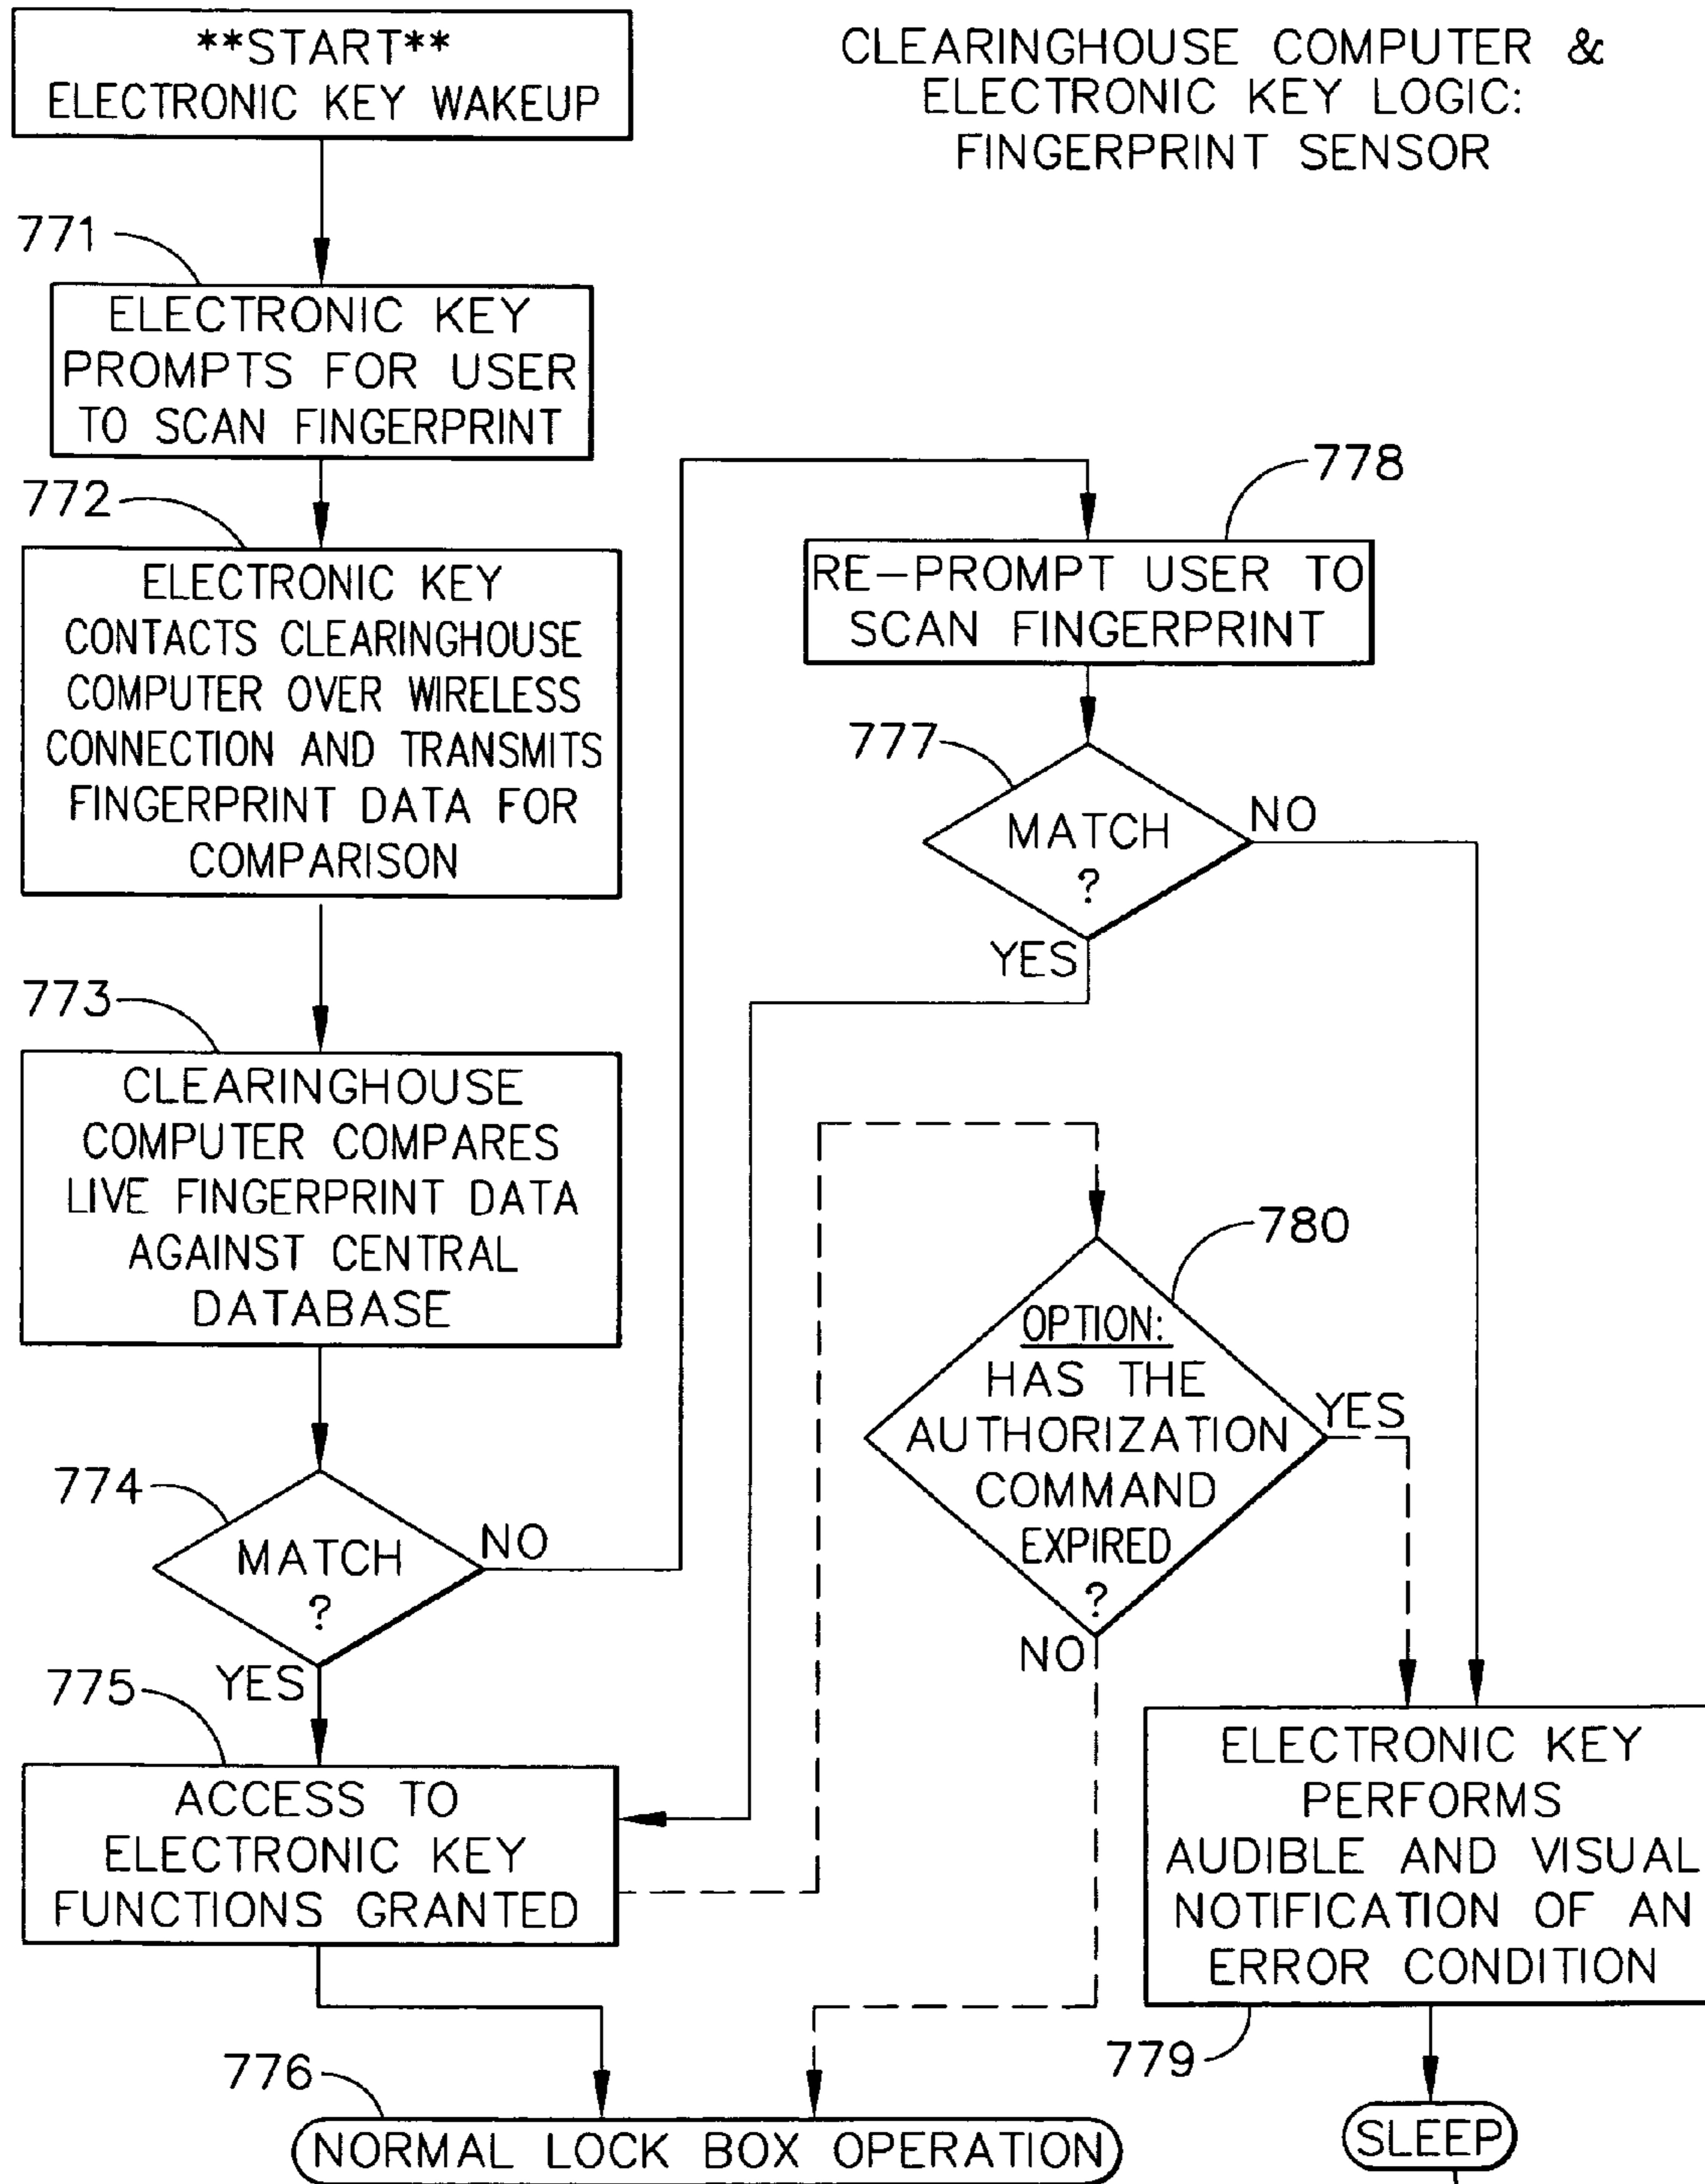 **START**
ELECTRONIC KEY WAKEUP
CLEARINGHOUSE COMPUTER &
ELECTRONIC KEY LOGIC:
FINGERPRINT SENSOR
771
ELECTRONIC KEY
PROMPTS FOR USER
TO SCAN FINGERPRINT
772
ELECTRONIC KEY
CONTACTS CLEARINGHOUSE
COMPUTER OVER WIRELESS
CONNECTION AND TRANSMITS
FINGERPRINT DATA FOR
COMPARISON
773
CLEARINGHOUSE
COMPUTER COMPARES
LIVE FINGERPRINT DATA
AGAINST CENTRAL
DATABASE
774
MATCH
?
NO
YES
775
ACCESS TO
ELECTRONIC KEY
FUNCTIONS GRANTED
778
RE-PROMPT USER TO
SCAN FINGERPRINT
777
MATCH
?
NO
YES
780
OPTION:
HAS THE
AUTHORIZATION
COMMAND
EXPIRED
?
YES
NO
ELECTRONIC KEY
PERFORMS
AUDIBLE AND VISUAL
NOTIFICATION OF AN
ERROR CONDITION
779
776
NORMAL LOCK BOX OPERATION
SLEEP